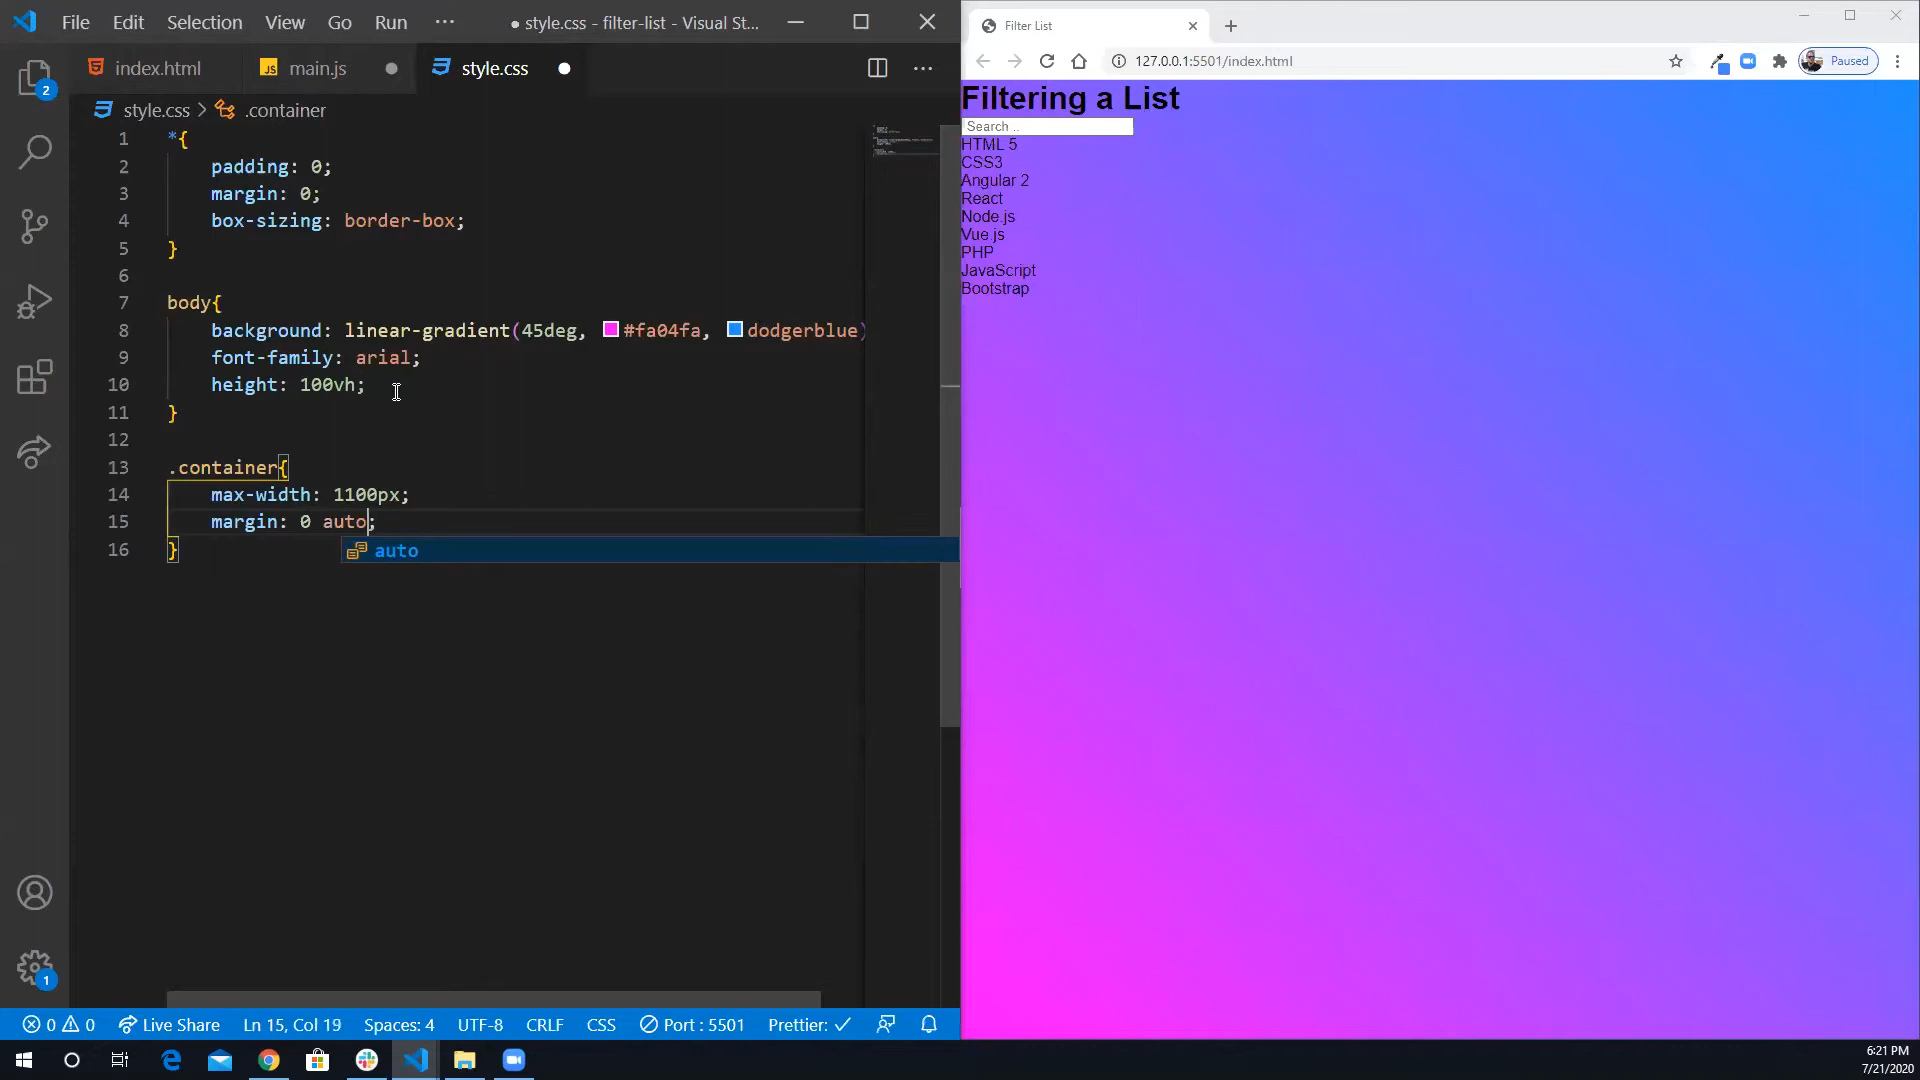 File Edit Selection View Go Run ··· ● style.css - filter-list - Visual St...
index.html main.js style.css
style.css > .container
1 *{
2 padding: 0;
3 margin: 0;
4 box-sizing: border-box;
5 }
6
7 body{
8 background: linear-gradient(45deg, #fa04fa, dodgerblue)
9 font-family: arial;
10 height: 100vh;
11 }
12
13 .container{
14 max-width: 1100px;
15 margin: 0 auto;
16 }
auto
2
1
0 0 Live Share Ln 15, Col 19 Spaces: 4 UTF-8 CRLF CSS Port : 5501 Prettier: ✓
Filter List
127.0.0.1:5501/index.html
Paused
Filtering a List
Search ..
HTML 5
CSS3
Angular 2
React
Node.js
Vue.js
PHP
JavaScript
Bootstrap
6:21 PM
7/21/2020